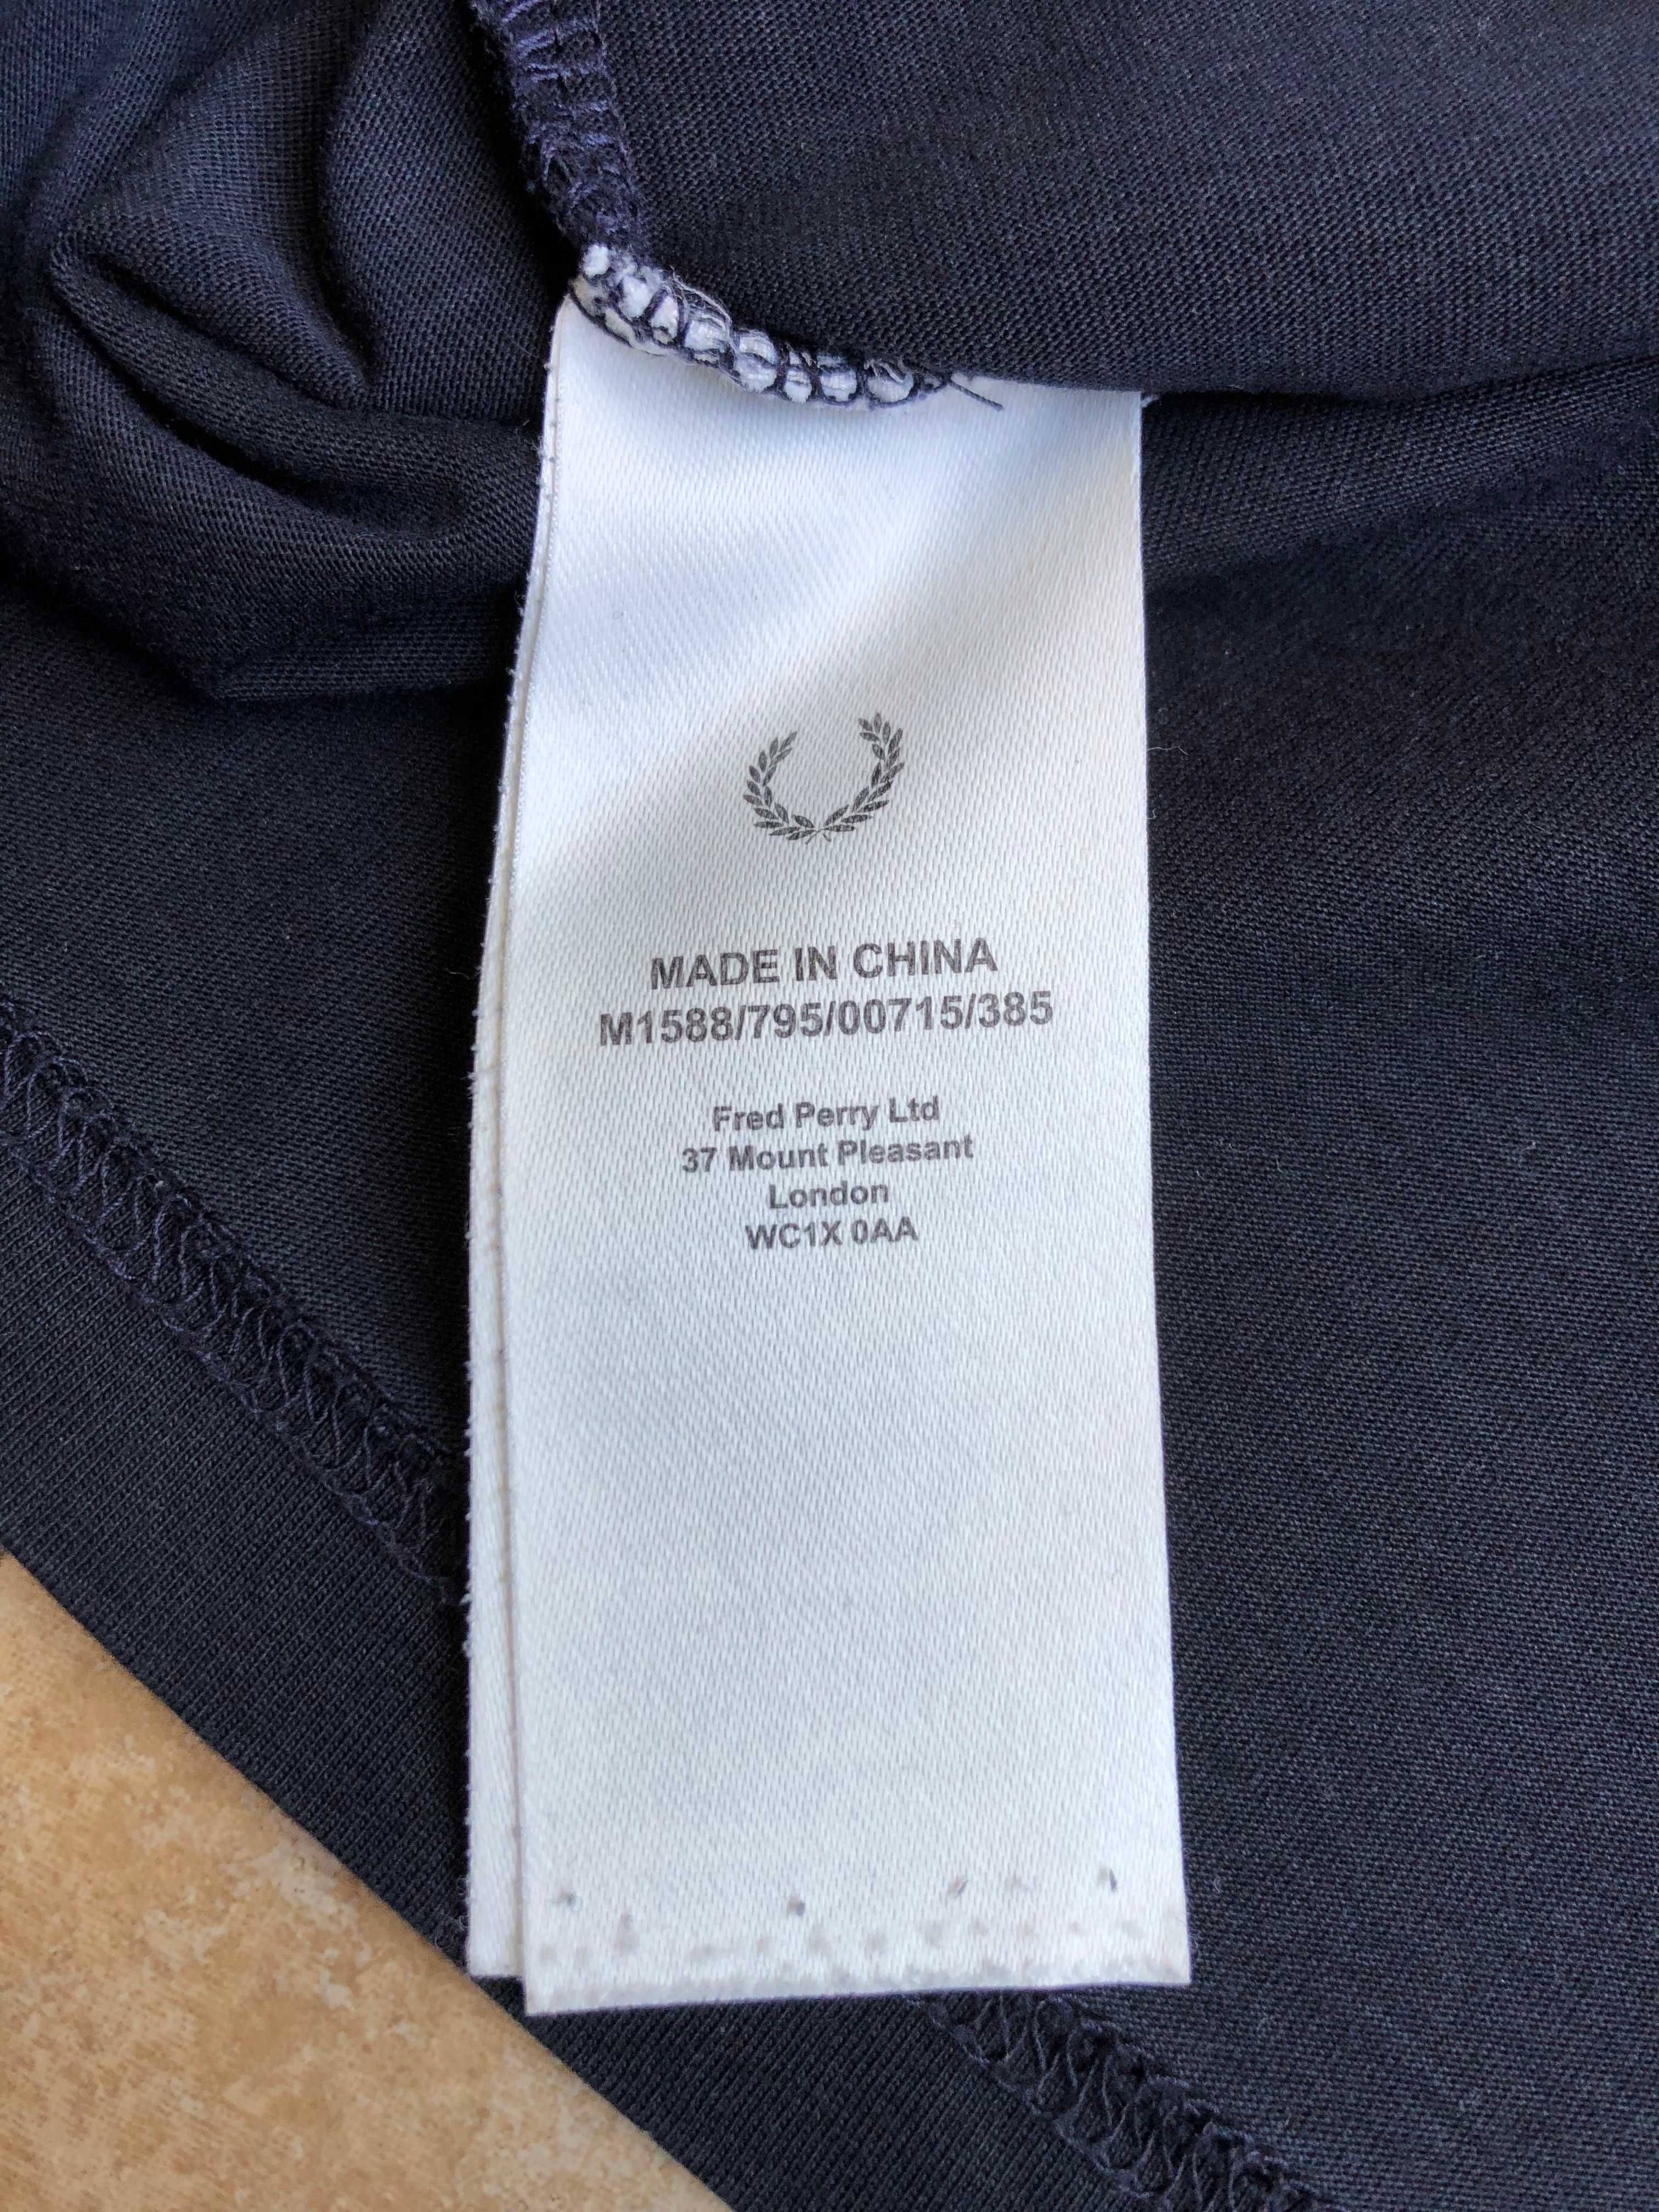 MADE IN CHINA
M1588/795/00715/385
Fred Perry Ltd
37 Mount Pleasant
London
WC1X 0AA